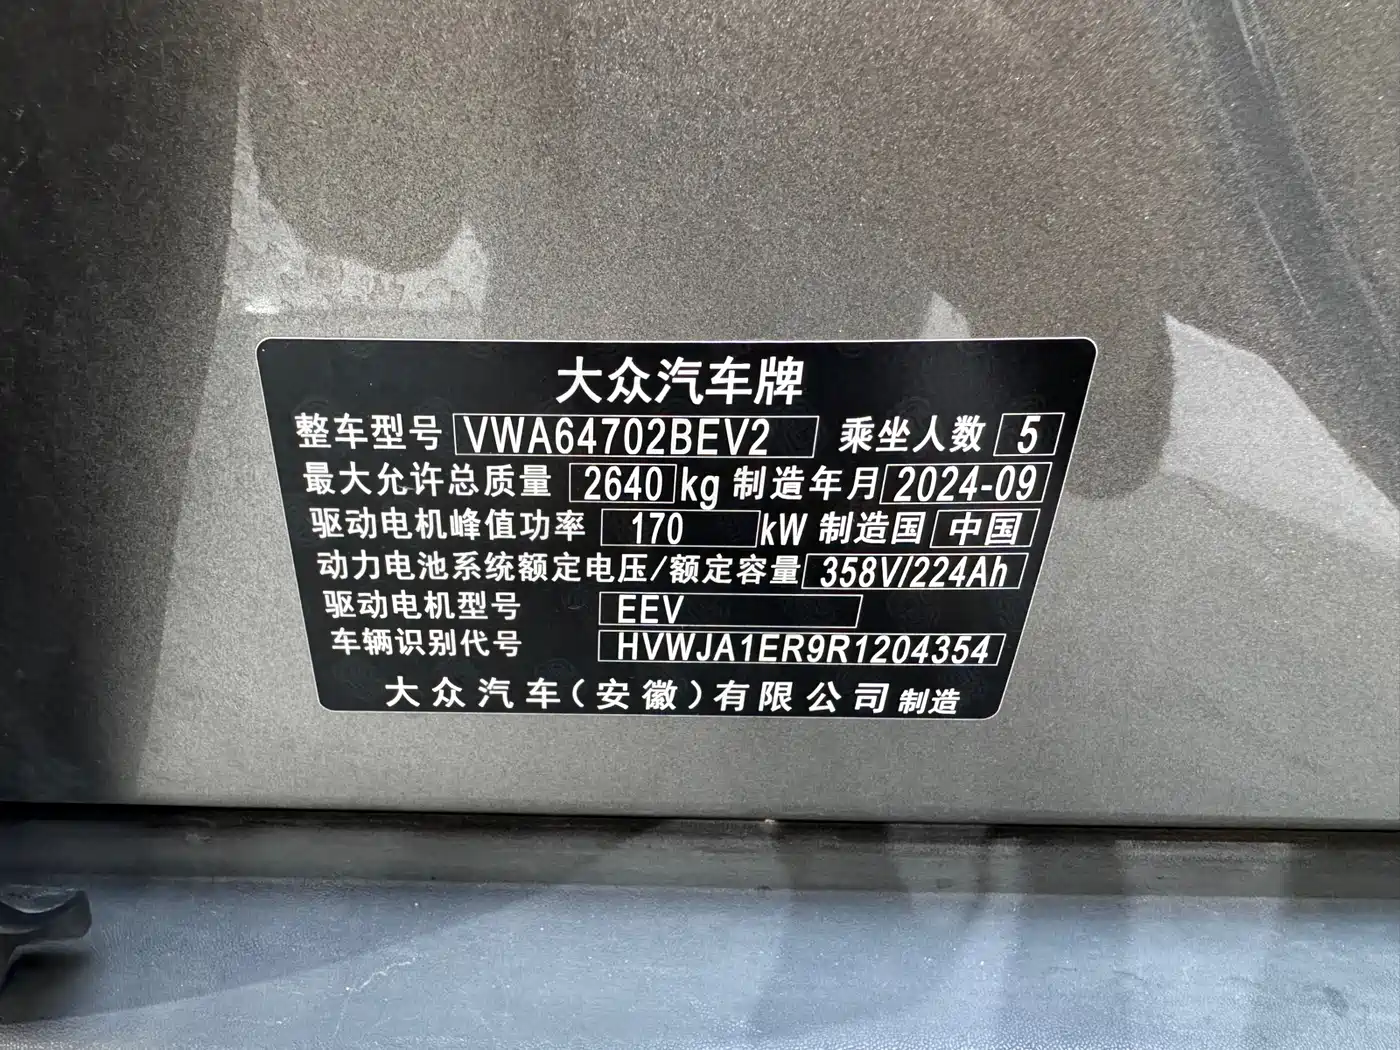 大众汽车牌
整车型号 VWA64702BEV2 乘坐人数 5
最大允许总质量 2640 kg 制造年月 2024-09
驱动电机峰值功率 170 kW 制造国 中国
动力电池系统额定电压/额定容量 358V/224Ah
驱动电机型号 EEV
车辆识别代号 HVWJA1ER9R1204354
大众汽车(安徽)有限公司制造